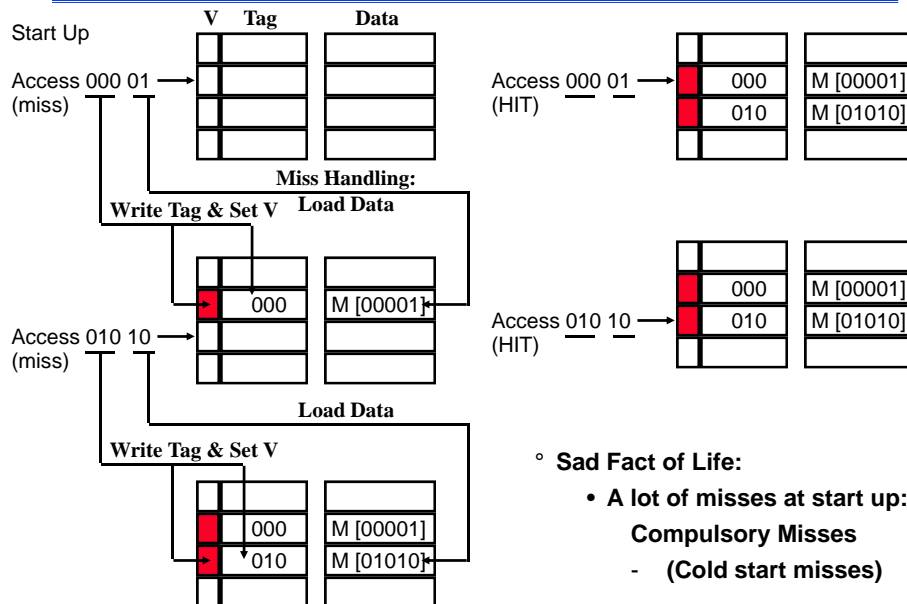 V Tag Data
Start Up
Access 000 01
(miss)
Miss Handling:
Load Data
Write Tag & Set V
000 M [00001]
Access 010 10
(miss)
Load Data
Write Tag & Set V
000 M [00001]
010 M [01010]
Access 000 01
(HIT)
000 M [00001]
010 M [01010]
Access 010 10
(HIT)
000 M [00001]
010 M [01010]
° Sad Fact of Life:
• A lot of misses at start up:
Compulsory Misses
- (Cold start misses)